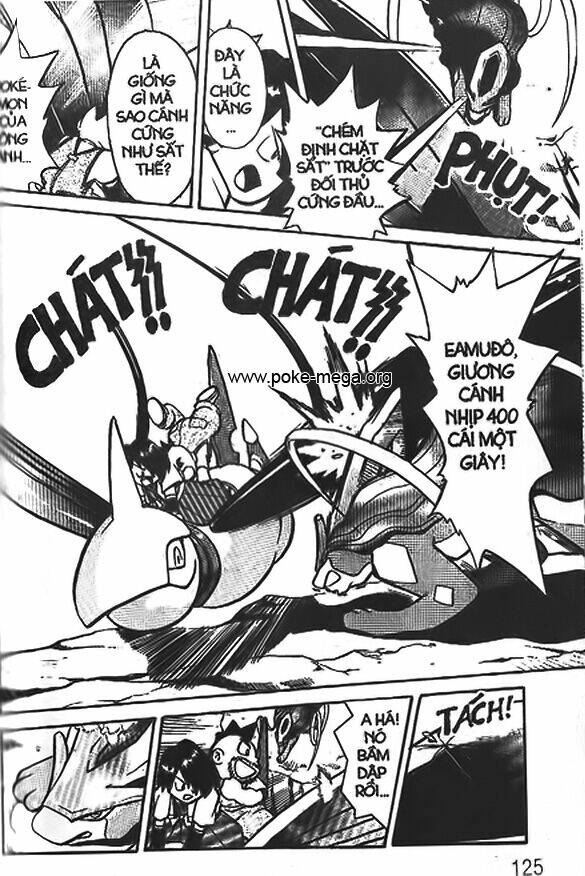 POKÉ-
MON
CỦA
ÔNG
ANH...
LÀ
GIỐNG
GÌ MÀ
SAO CÁNH
CỨNG
NHƯ SẮT
THẾ?
ĐÂY
LÀ
CHỨC
NĂNG
...
"CHÉM
ĐỊNH CHẶT
SẮT" TRƯỚC
ĐỐI THỦ
CỨNG ĐẦU...
PHỤT!
CHÁT!!
CHÁT!!
www.poke-mega.org
EAMUĐÔ,
GIƯƠNG
CÁNH
NHỊP 400
CÁI MỘT
GIÂY!
A HÁ!
NÓ
BẦM
DẬP
RỒI...
TÁCH!
125